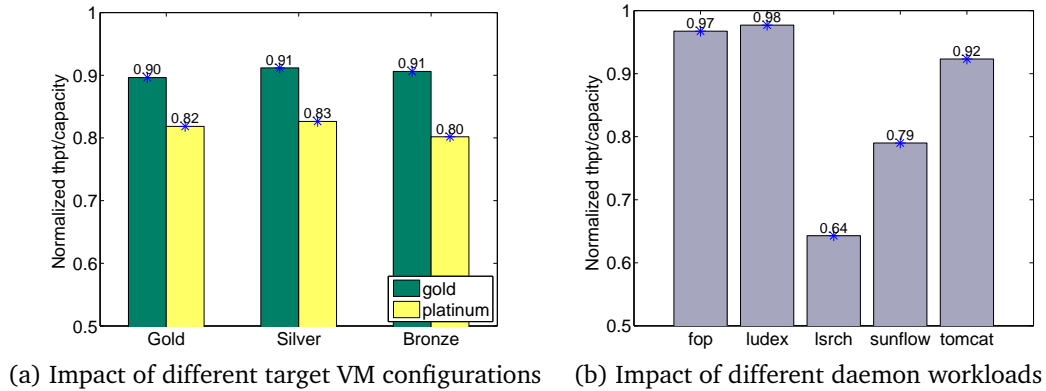 Normalized thpt/capacity
1
0.9
0.8
0.7
0.6
0.5
0.90
0.82
0.91
0.83
0.91
0.80
gold
platinum
Gold Silver Bronze
(a) Impact of different target VM configurations
Normalized thpt/capacity
1
0.9
0.8
0.7
0.6
0.5
0.97
0.98
0.64
0.79
0.92
fop ludex lsrch sunflow tomcat
(b) Impact of different daemon workloads